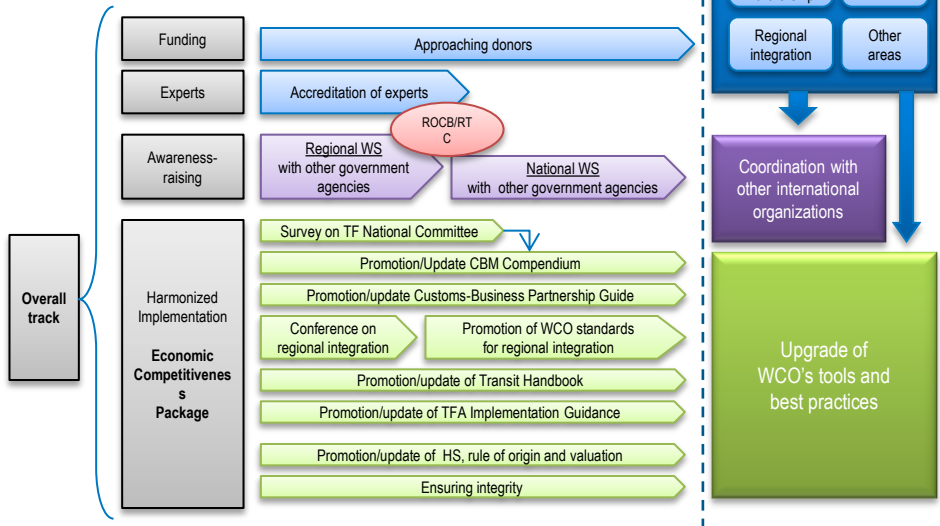 Overall
track
Funding
Approaching donors
Experts
Accreditation of experts
ROCB/RT
C
Awareness-
raising
Regional WS
with other government
agencies
National WS
with other government agencies
Harmonized
Implementation
Economic
Competitivenes
s
Package
Survey on TF National Committee
Promotion/Update CBM Compendium
Promotion/update Customs-Business Partnership Guide
Conference on
regional integration
Promotion of WCO standards
for regional integration
Promotion/update of Transit Handbook
Promotion/update of TFA Implementation Guidance
Promotion/update of HS, rule of origin and valuation
Ensuring integrity
Regional
integration
Other
areas
Coordination with
other international
organizations
Upgrade of
WCO's tools and
best practices